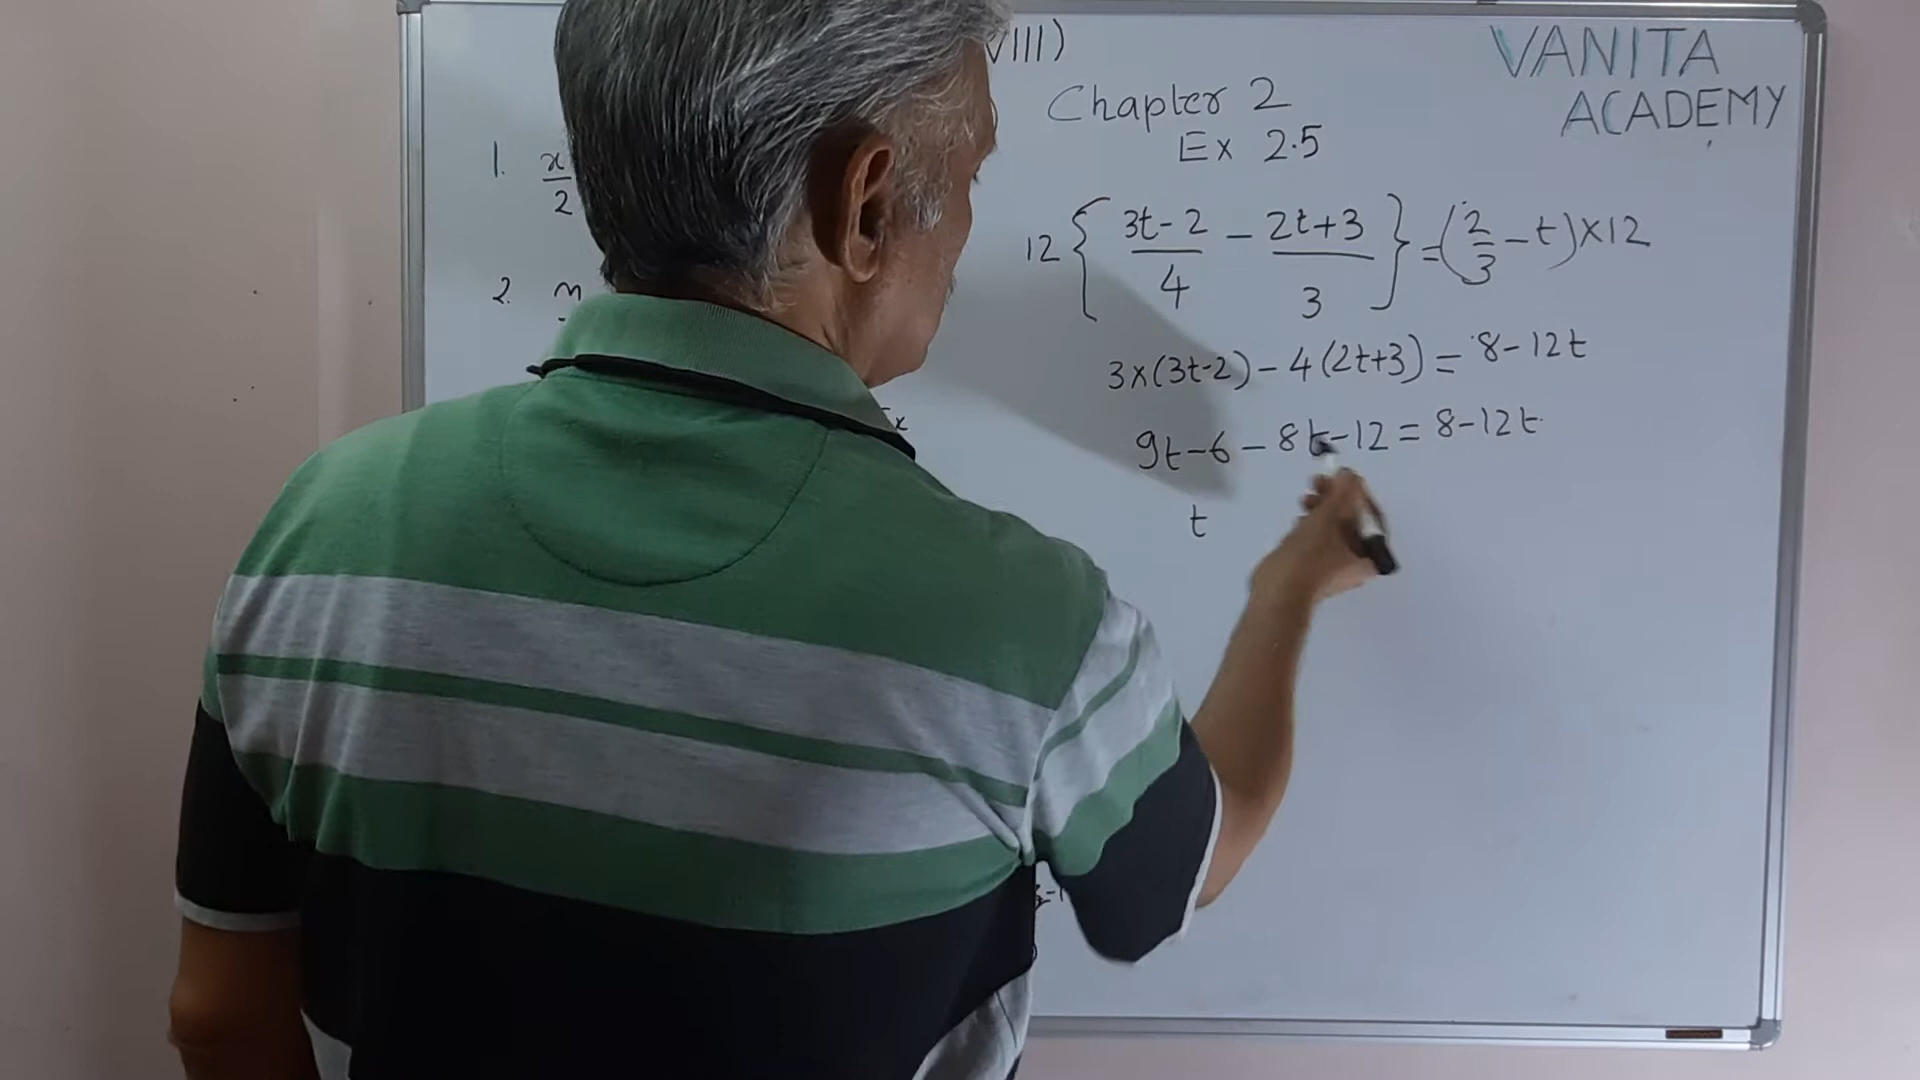 VIII)
VANITA
ACADEMY
Chapter 2
Ex 2.5
1. x/2
2. n
12 { (3t-2)/4 - (2t+3)/3 } = (2/3 - t) × 12
3×(3t-2) - 4(2t+3) = 8-12t
9t-6-8t-12 = 8-12t
t